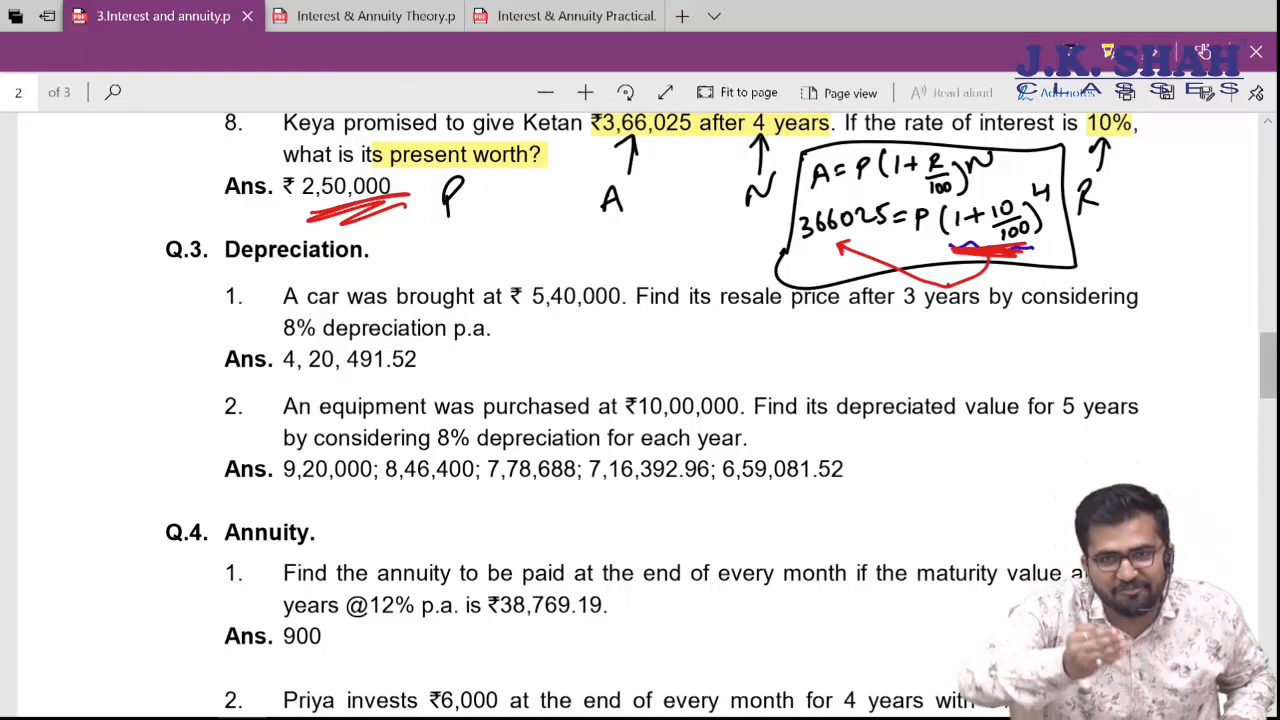 3.Interest and annuity.p
Interest & Annuity Theory.p
Interest & Annuity Practical.
J.K. SHAH
CLASSES
2 of 3
Fit to page
Page view
Read aloud
Add notes
8. Keya promised to give Ketan ₹3,66,025 after 4 years. If the rate of interest is 10%,
what is its present worth?
Ans. ₹ 2,50,000
P
A
N
R
A = P (1 + R/100)^N
366025 = P (1 + 10/100)^4
Q.3. Depreciation.
1. A car was brought at ₹ 5,40,000. Find its resale price after 3 years by considering
8% depreciation p.a.
Ans. 4, 20, 491.52
2. An equipment was purchased at ₹10,00,000. Find its depreciated value for 5 years
by considering 8% depreciation for each year.
Ans. 9,20,000; 8,46,400; 7,78,688; 7,16,392.96; 6,59,081.52
Q.4. Annuity.
1. Find the annuity to be paid at the end of every month if the maturity value
years @12% p.a. is ₹38,769.19.
Ans. 900
2. Priya invests ₹6,000 at the end of every month for 4 years